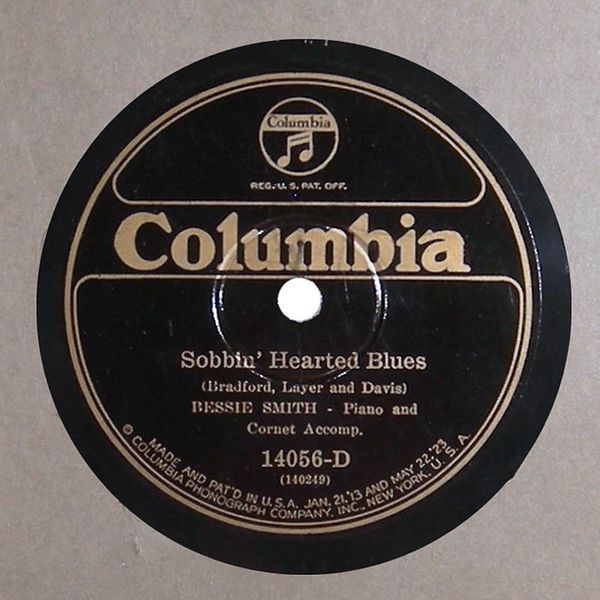 Columbia
REG. U. S. PAT. OFF.
Columbia
Sobbin' Hearted Blues
(Bradford, Layer and Davis)
BESSIE SMITH - Piano and
Cornet Accomp.
14056-D
(140249)
MADE AND PAT'D IN U.S.A. JAN. 21,'13 AND MAY 22,'23
© COLUMBIA PHONOGRAPH COMPANY, INC., NEW YORK, U. S. A.